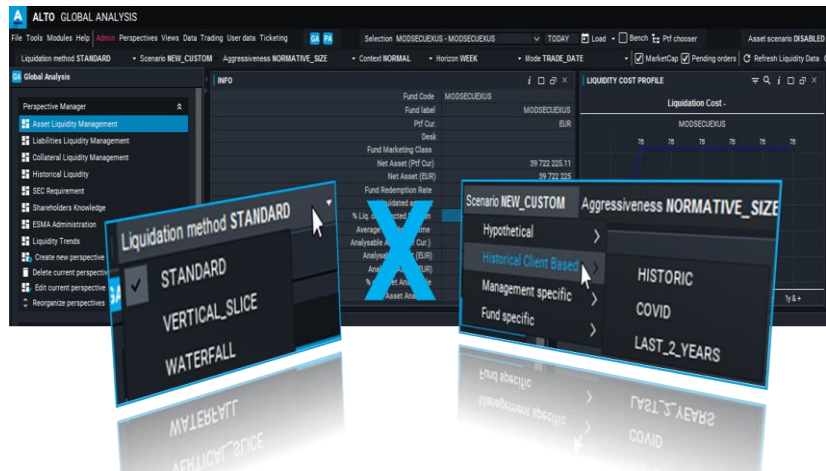 A ALTO GLOBAL ANALYSIS
File Tools Modules Help Admin Perspectives Views Data Trading User data Ticketing GA PA Selection MODSECUEXUS - MODSECUEXUS TODAY Load Bench Ptf chooser Asset scenario DISABLED
Liquidation method STANDARD • Scenario NEW_CUSTOM Aggressiveness NORMATIVE_SIZE • Context NORMAL • Horizon WEEK • Mode TRADE_DATE MarketCap Pending orders Refresh Liquidity Data
GA Global Analysis
INFO
LIQUIDITY COST PROFILE
Perspective Manager
Asset Liquidity Management
Liabilities Liquidity Management
Collateral Liquidity Management
Historical Liquidity
SEC Requirement
Shareholders Knowledge
ESMA Administration
Liquidity Trends
Create new perspective
Delete current perspective
Edit current perspective
Reorganize perspectives
Fund Code MODSECUEXUS
Fund label MODSECUEXUS
Ptf Cur. EUR
Desk
Fund Marketing Class
Net Asset (Ptf Cur) 39 722 225.11
Net Asset (EUR) 39 722 225
Fund Redemption Rate
Liquidation Cost -
MODSECUEXUS
78 78 78 78 78
1y & +
Liquidation method STANDARD
STANDARD
VERTICAL_SLICE
WATERFALL
X
Scenario NEW_CUSTOM Aggressiveness NORMATIVE_SIZE
Hypothetical
Historical Client Based
Management specific
Fund specific
HISTORIC
COVID
LAST_2_YEARS